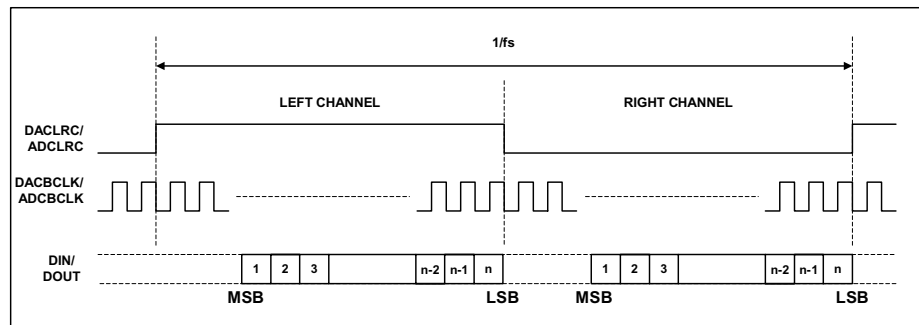 1/fs
LEFT CHANNEL RIGHT CHANNEL
DACLRC/
ADCLRC
DACBCLK/
ADCBCLK
DIN/
DOUT
1 2 3 n-2 n-1 n 1 2 3 n-2 n-1 n
MSB LSB MSB LSB